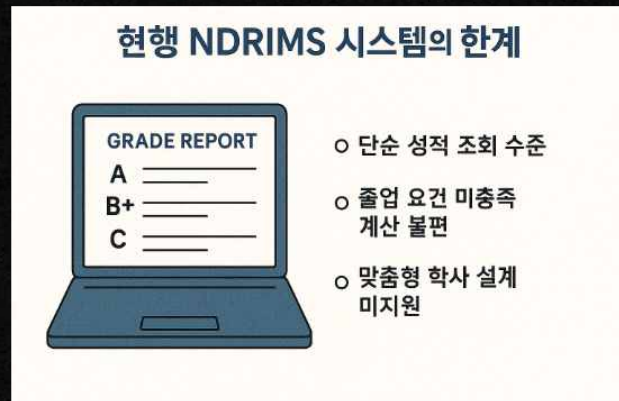 현행 NDRIMS 시스템의 한계
GRADE REPORT
A
B+
C
단순 성적 조회 수준
졸업 요건 미충족
계산 불편
맞춤형 학사 설계
미지원